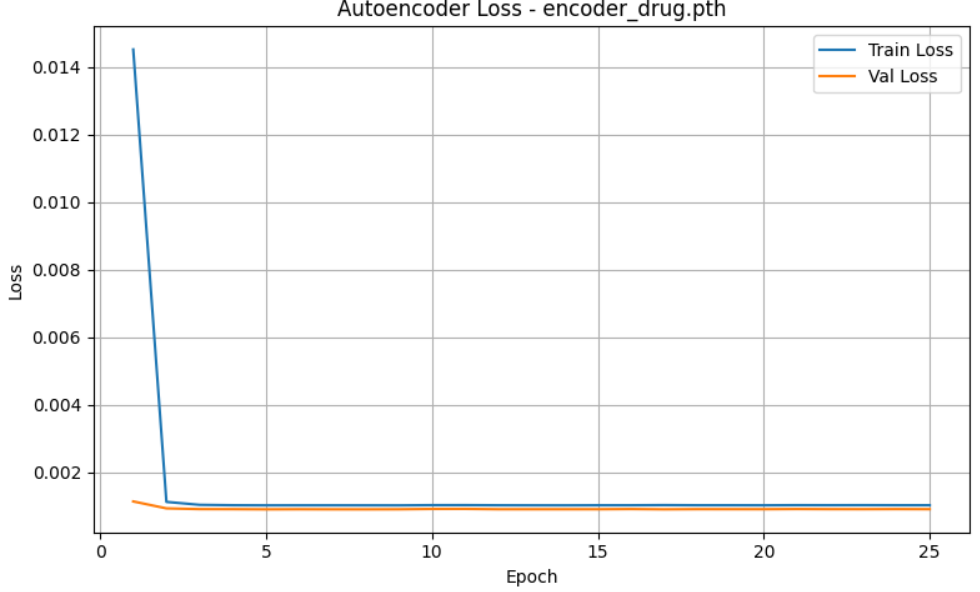 Autoencoder Loss - encoder_drug.pth
Train Loss
Val Loss
0.014
0.012
0.010
0.008
0.006
0.004
0.002
Loss
0 5 10 15 20 25
Epoch